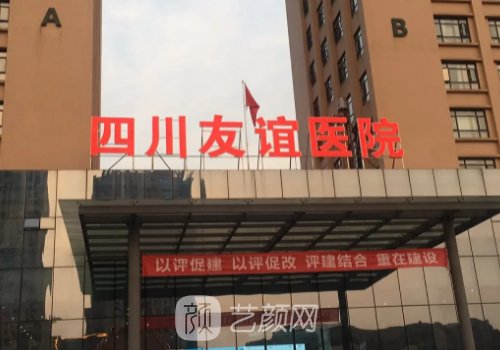 A
B
四川友谊医院
以评促建 以评促改 评建结合 重在建设
颜 艺颜网